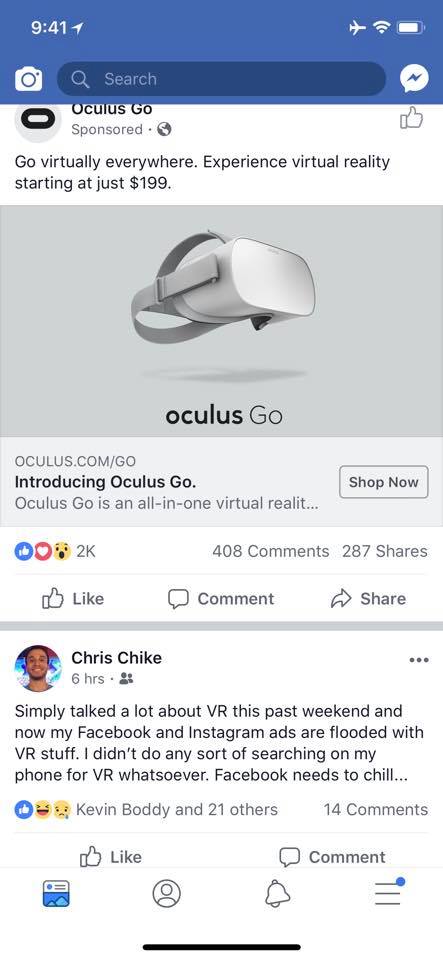 9:41
Search
Oculus Go
Sponsored ·
Go virtually everywhere. Experience virtual reality
starting at just $199.
oculus Go
OCULUS.COM/GO
Introducing Oculus Go.
Oculus Go is an all-in-one virtual realit...
Shop Now
2K
408 Comments 287 Shares
Like
Comment
Share
Chris Chike
6 hrs ·
Simply talked a lot about VR this past weekend and
now my Facebook and Instagram ads are flooded with
VR stuff. I didn't do any sort of searching on my
phone for VR whatsoever. Facebook needs to chill...
Kevin Boddy and 21 others
14 Comments
Like
Comment